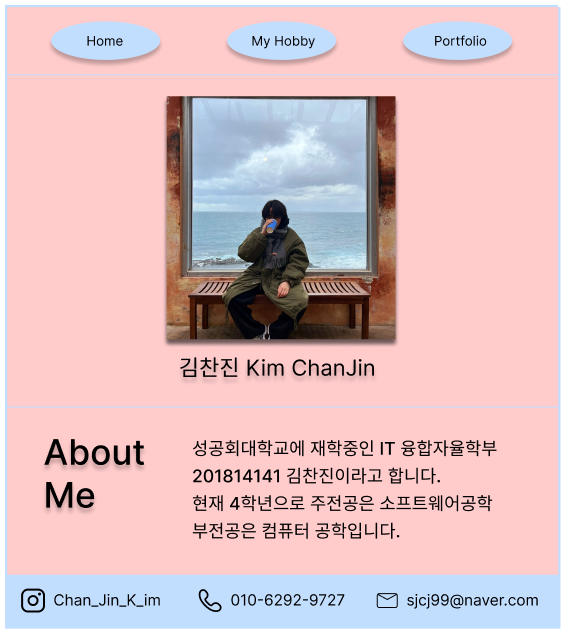 Home
My Hobby
Portfolio
김찬진 Kim ChanJin
About
Me
성공회대학교에 재학중인 IT 융합자율학부
201814141 김찬진이라고 합니다.
현재 4학년으로 주전공은 소프트웨어공학
부전공은 컴퓨터 공학입니다.
Chan_Jin_K_im
010-6292-9727
sjcj99@naver.com